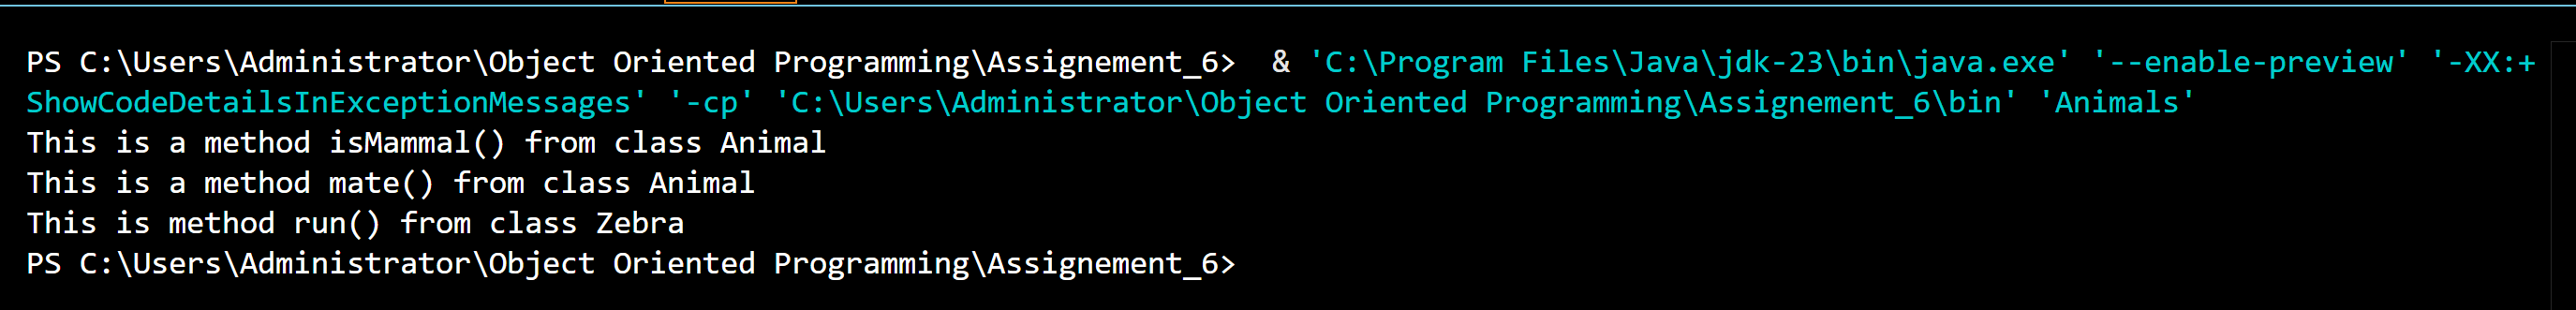 PS C:\Users\Administrator\Object Oriented Programming\Assignement_6>  & 'C:\Program Files\Java\jdk-23\bin\java.exe' '--enable-preview' '-XX:+
ShowCodeDetailsInExceptionMessages' '-cp' 'C:\Users\Administrator\Object Oriented Programming\Assignement_6\bin' 'Animals'
This is a method isMammal() from class Animal
This is a method mate() from class Animal
This is method run() from class Zebra
PS C:\Users\Administrator\Object Oriented Programming\Assignement_6>